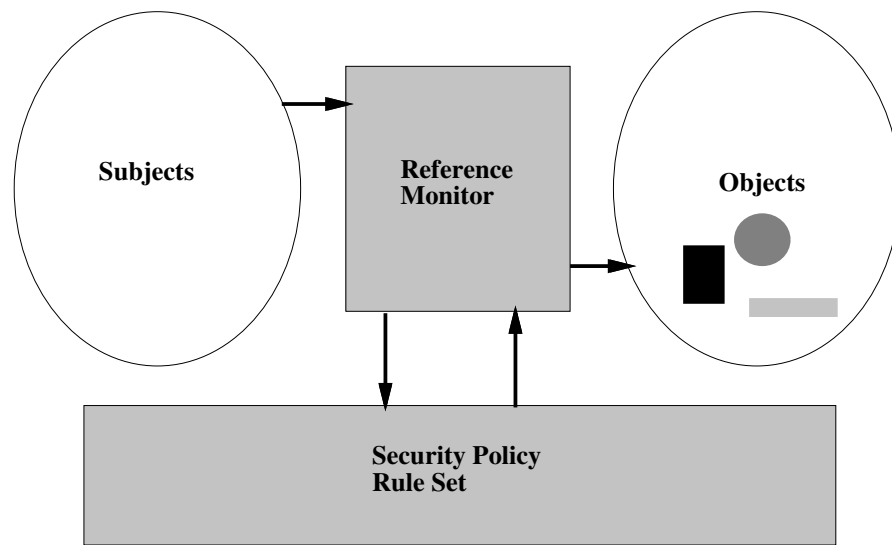 Subjects
Reference
Monitor
Objects
Security Policy
Rule Set